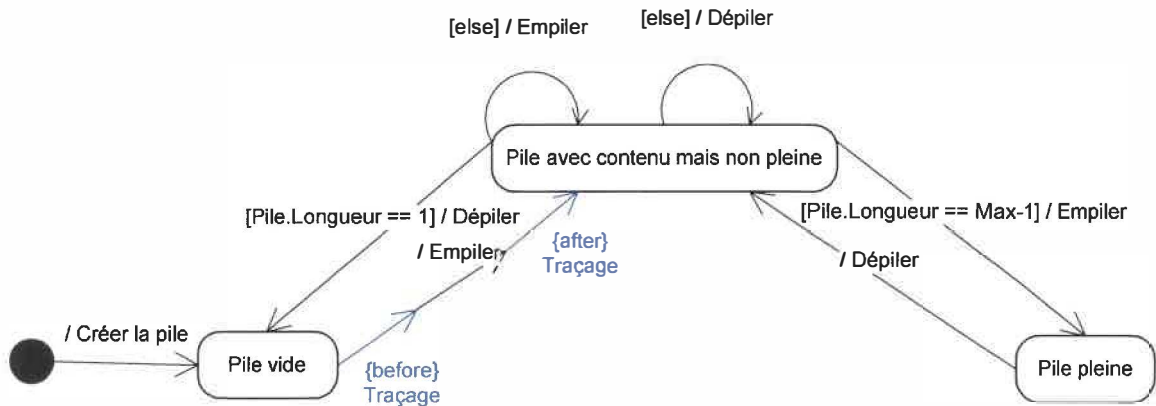 [else] / Empiler
[else] / Dépiler
Pile avec contenu mais non pleine
[Pile.Longueur == 1] / Dépiler
[Pile.Longueur == Max-1] / Empiler
/ Empiler
{after}
Traçage
/ Dépiler
/ Créer la pile
Pile vide
{before}
Traçage
Pile pleine